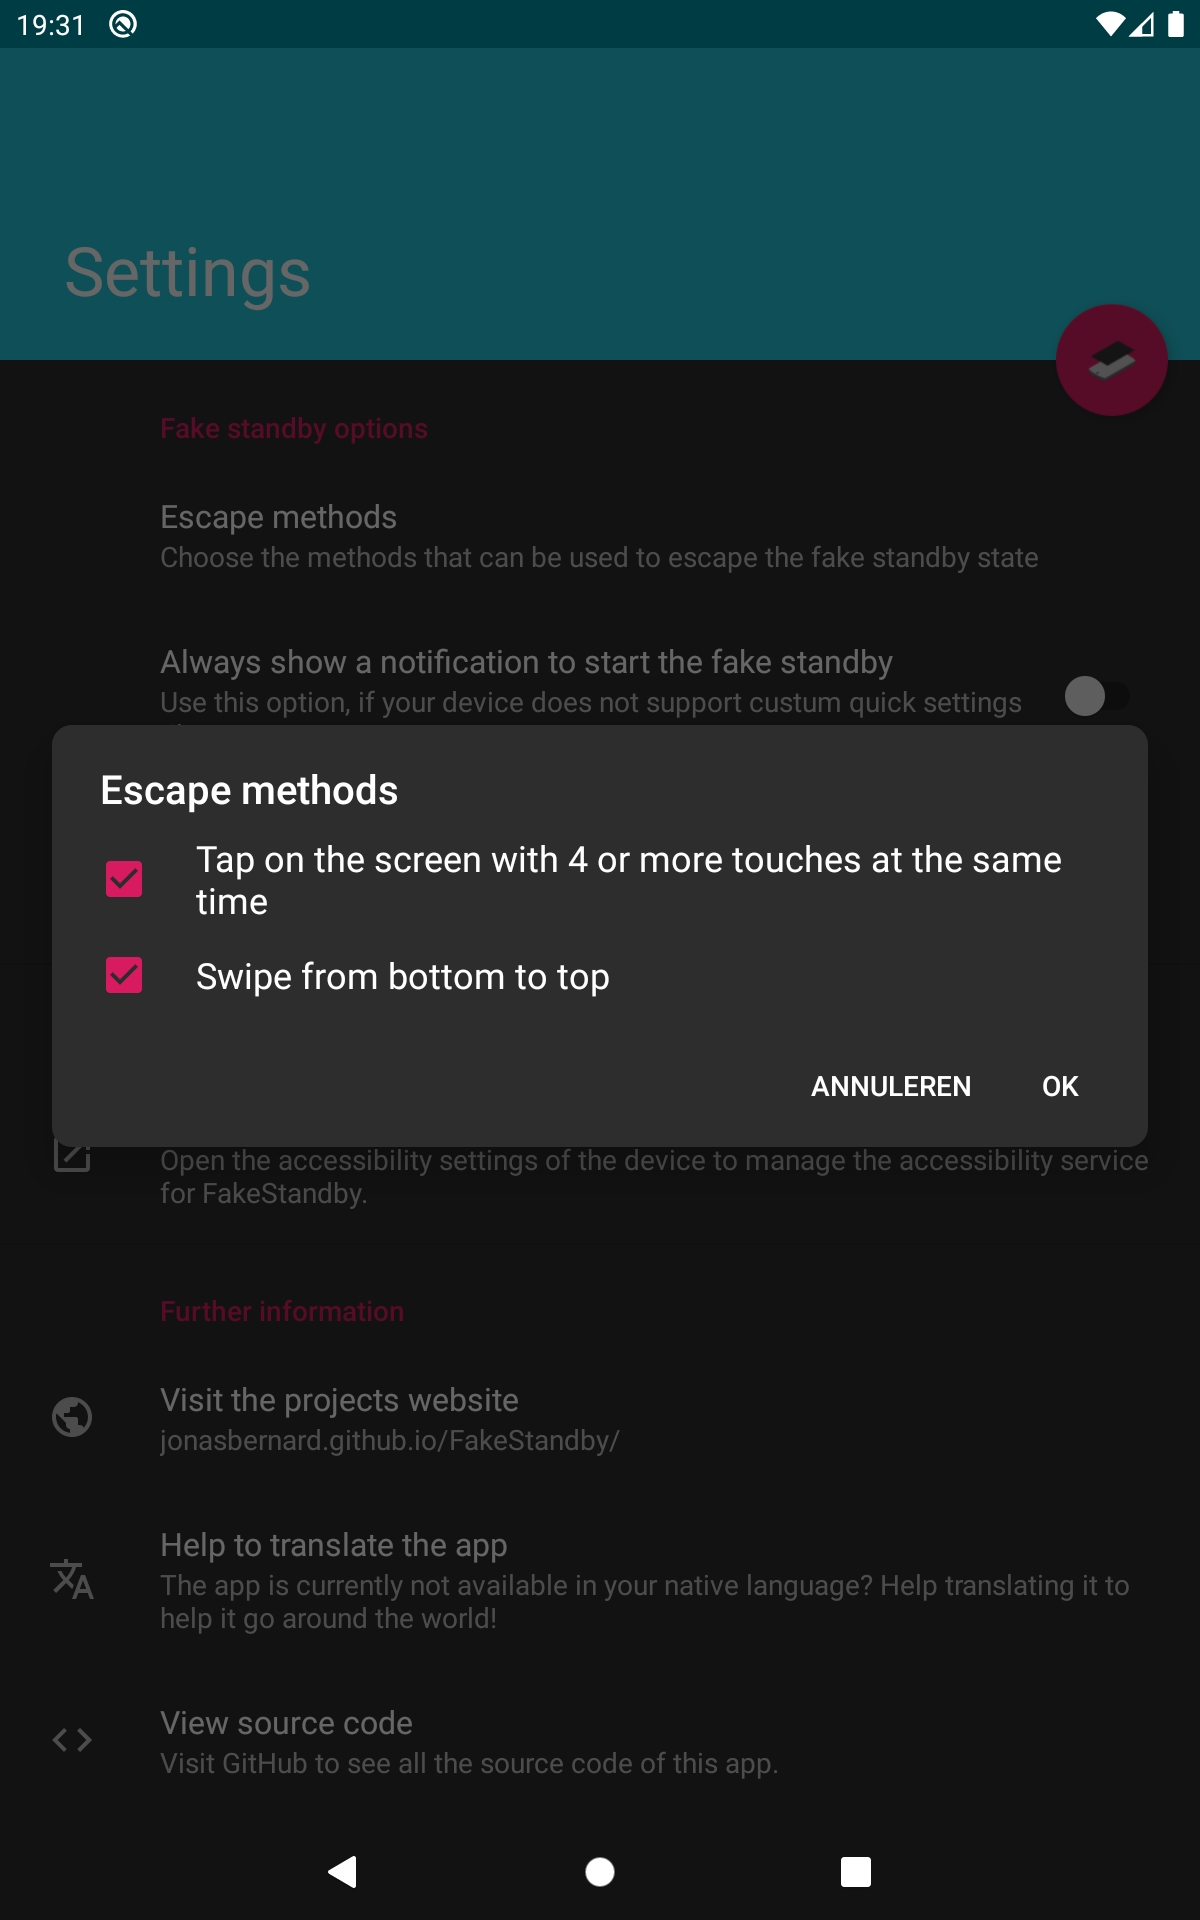 19:31
Settings
Fake standby options
Escape methods
Choose the methods that can be used to escape the fake standby state
Always show a notification to start the fake standby
Use this option, if your device does not support custum quick settings
Escape methods
Tap on the screen with 4 or more touches at the same
time
Swipe from bottom to top
ANNULEREN
OK
Open the accessibility settings of the device to manage the accessibility service
for FakeStandby.
Further information
Visit the projects website
jonasbernard.github.io/FakeStandby/
Help to translate the app
The app is currently not available in your native language? Help translating it to
help it go around the world!
View source code
Visit GitHub to see all the source code of this app.